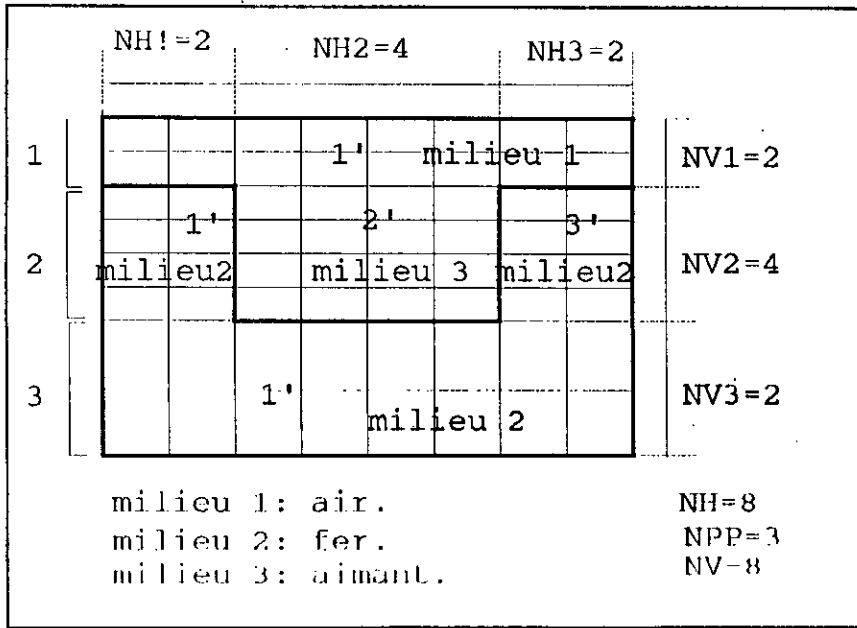 NH!=2 NH2=4 NH3=2
1 1' milieu 1 NV1=2
1' 2' 3'
2 milieu2 milieu 3 milieu2 NV2=4
3 1' NV3=2
milieu 2
milieu 1: air. NH=8
milieu 2: fer. NPP=3
milieu 3: aimant. NV-8